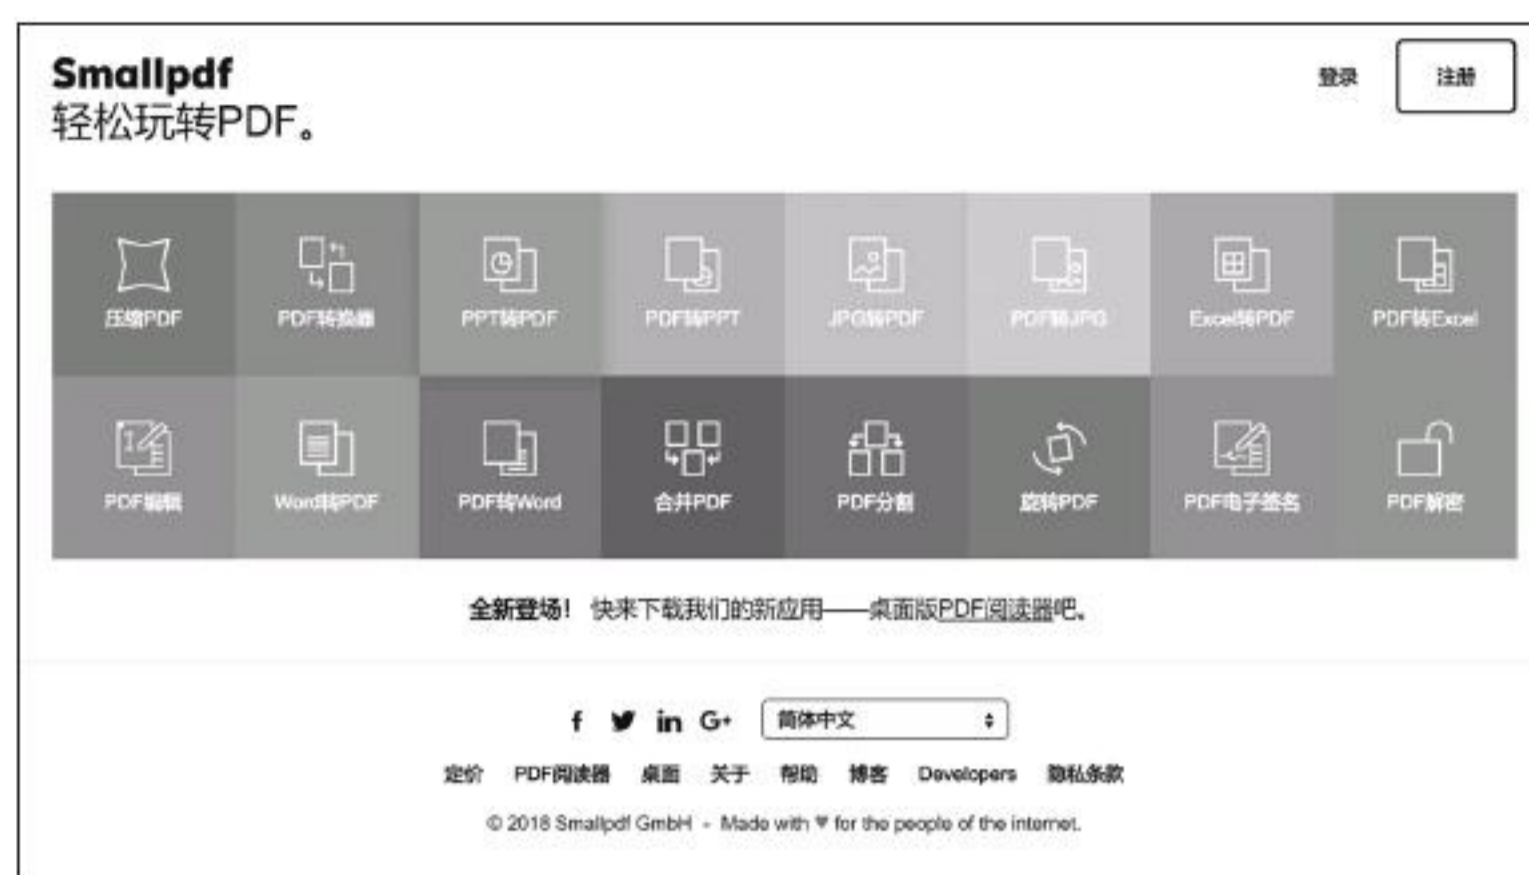 Smallpdf
轻松玩转PDF。
登录
注册
压缩PDF
PDF转换器
PPT转PDF
PDF转PPT
JPG转PDF
PDF转JPG
Excel转PDF
PDF转Excel
PDF编辑
Word转PDF
PDF转Word
合并PDF
PDF分割
旋转PDF
PDF电子签名
PDF解密
全新登场! 快来下载我们的新应用——桌面版PDF阅读器吧。
f in G+ 简体中文
定价 PDF阅读器 桌面 关于 帮助 博客 Developers 隐私条款
© 2018 Smallpdf GmbH - Made with ♥ for the people of the internet.